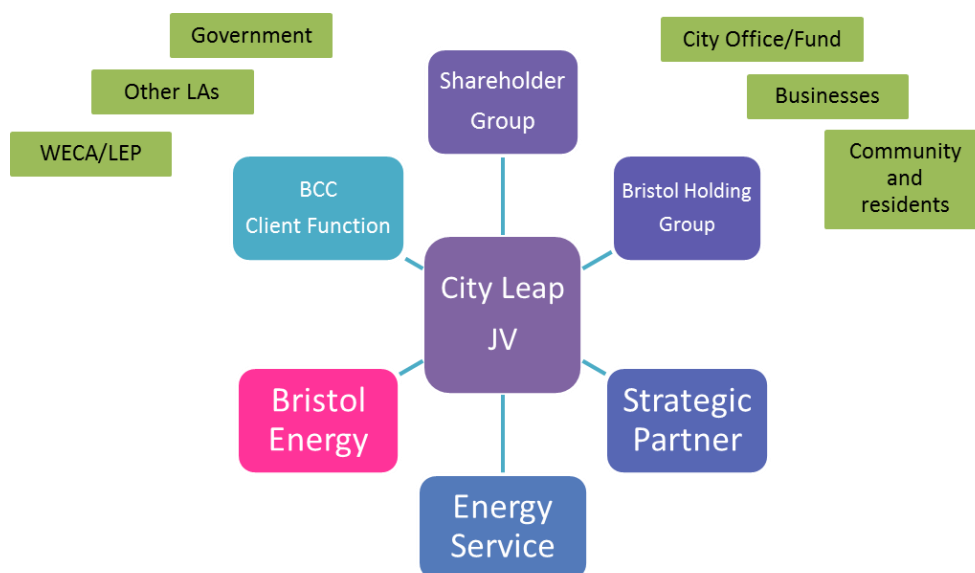 Government
Other LAs
WECA/LEP
City Office/Fund
Businesses
Community
and
residents
Shareholder
Group
BCC
Client Function
Bristol Holding
Group
City Leap
JV
Bristol
Energy
Strategic
Partner
Energy
Service